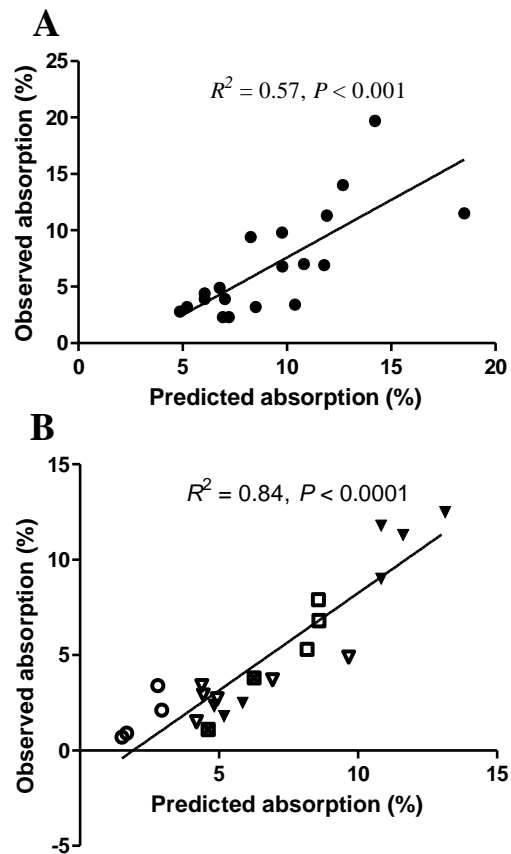 A
R² = 0.57, P < 0.001
Observed absorption (%)
25
20
15
10
5
0
0 5 10 15 20
Predicted absorption (%)
B
R² = 0.84, P < 0.0001
Observed absorption (%)
15
10
5
0
-5
5 10 15
Predicted absorption (%)